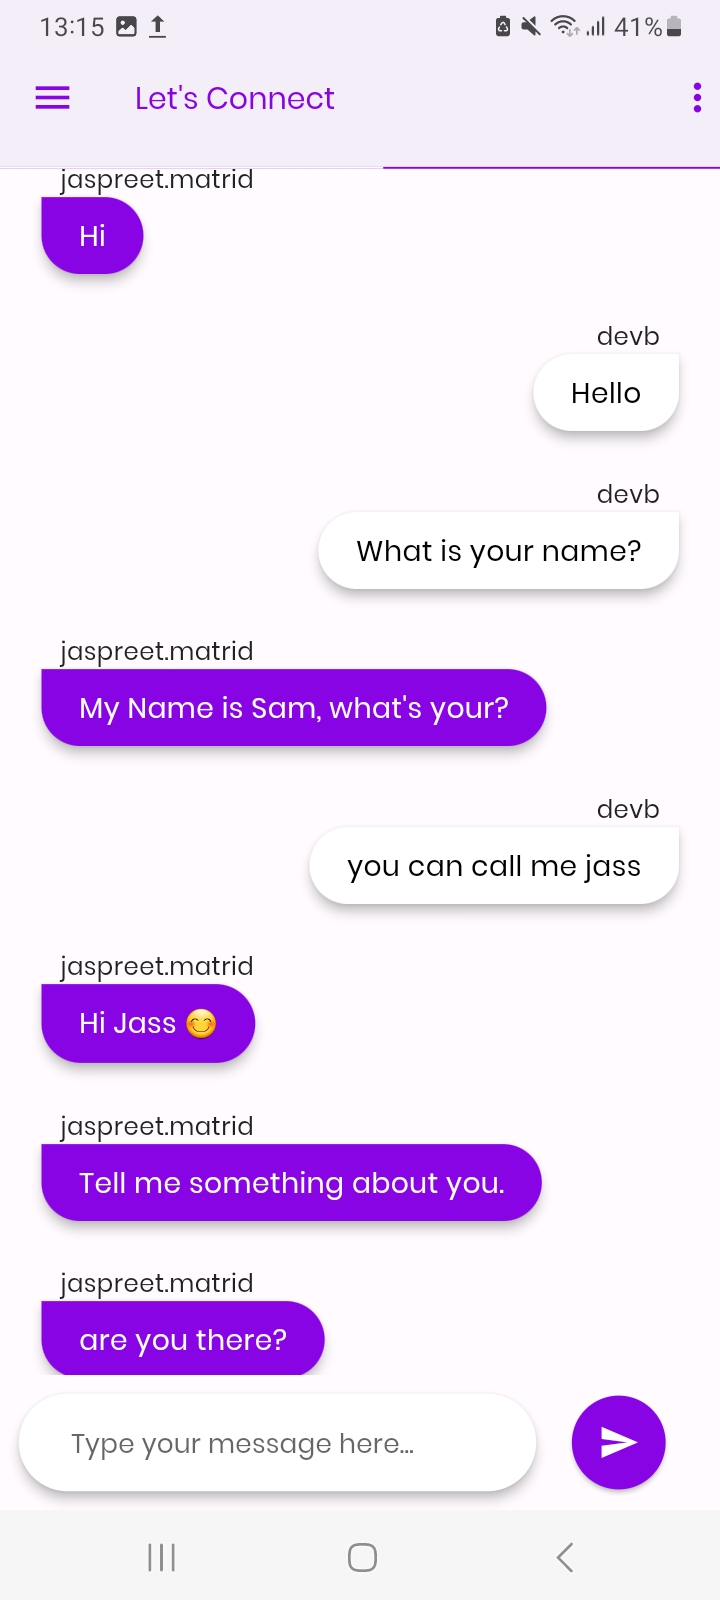 13:15
41%
Let's Connect
jaspreet.matrid
Hi
devb
Hello
devb
What is your name?
jaspreet.matrid
My Name is Sam, what's your?
devb
you can call me jass
jaspreet.matrid
Hi Jass 😊
jaspreet.matrid
Tell me something about you.
jaspreet.matrid
are you there?
Type your message here...